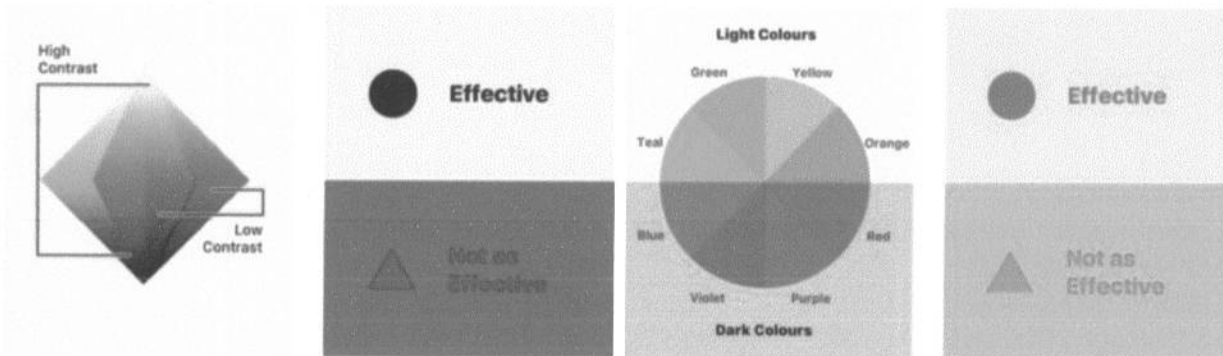 High
Contrast
Low
Contrast
Effective
Not as
Effective
Light Colours
Green
Yellow
Teal
Orange
Blue
Red
Violet
Purple
Dark Colours
Effective
Not as
Effective